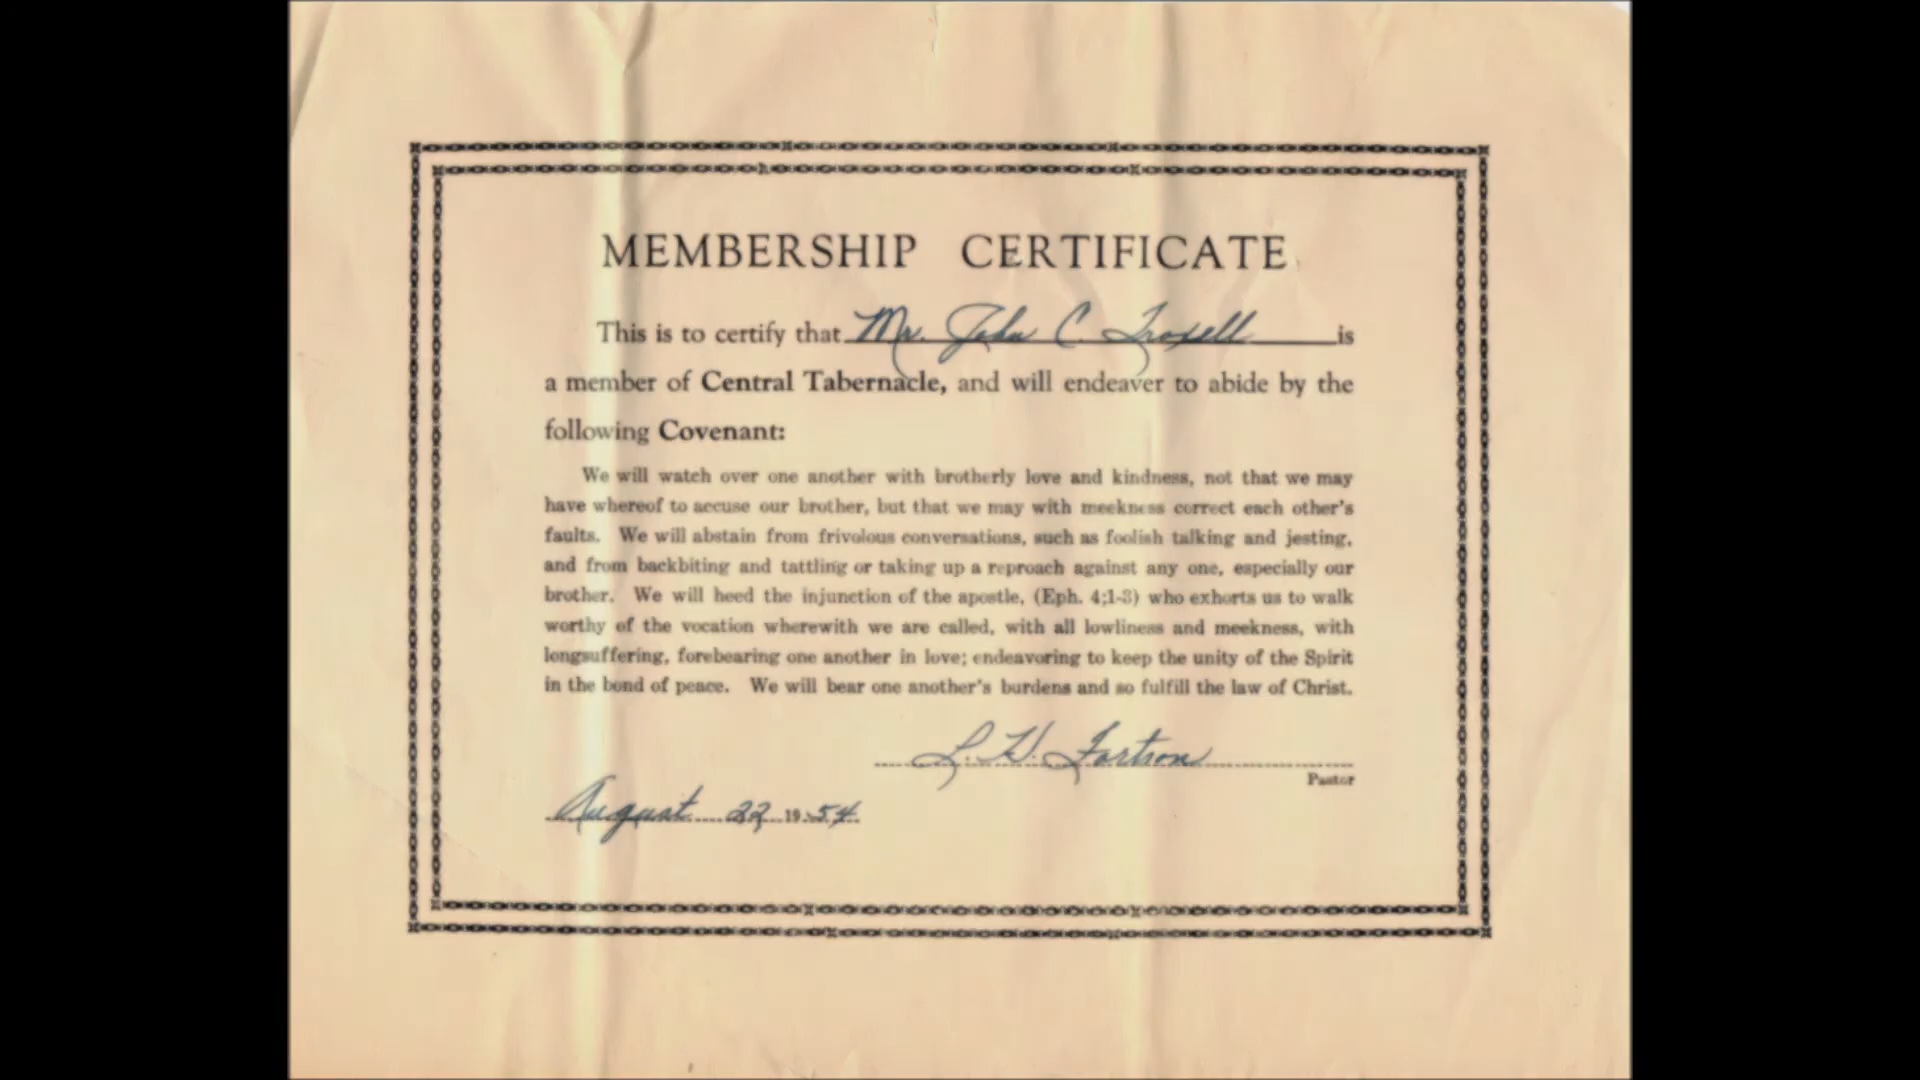 MEMBERSHIP CERTIFICATE
This is to certify that Mr. John C. Troxell is
a member of Central Tabernacle, and will endeaver to abide by the
following Covenant:
We will watch over one another with brotherly love and kindness, not that we may
have whereof to accuse our brother, but that we may with meekness correct each other's
faults. We will abstain from frivolous conversations, such as foolish talking and jesting,
and from backbiting and tattling or taking up a reproach against any one, especially our
brother. We will heed the injunction of the apostle, (Eph. 4;1-3) who exhorts us to walk
worthy of the vocation wherewith we are called, with all lowliness and meekness, with
longsuffering, forebearing one another in love; endeavoring to keep the unity of the Spirit
in the bond of peace. We will bear one another's burdens and so fulfill the law of Christ.
L. H. Fortson
Pastor
August 22 1954